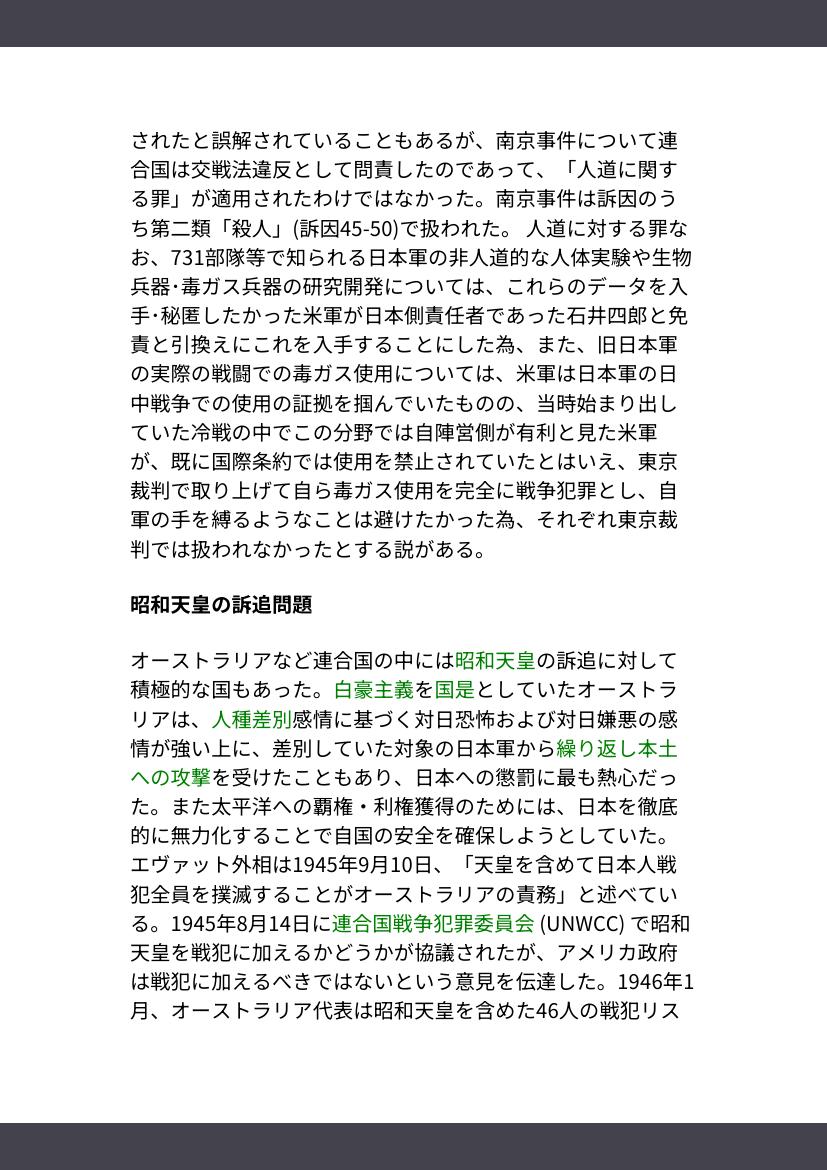 されたと誤解されていることもあるが、南京事件について連
合国は交戦法違反として問責したのであって、「人道に関す
る罪」が適用されたわけではなかった。南京事件は訴因のう
ち第二類「殺人」(訴因45-50)で扱われた。 人道に対する罪な
お、731部隊等で知られる日本軍の非人道的な人体実験や生物
兵器･毒ガス兵器の研究開発については、これらのデータを入
手･秘匿したかった米軍が日本側責任者であった石井四郎と免
責と引換えにこれを入手することにした為、また、旧日本軍
の実際の戦闘での毒ガス使用については、米軍は日本軍の日
中戦争での使用の証拠を掴んでいたものの、当時始まり出し
ていた冷戦の中でこの分野では自陣営側が有利と見た米軍
が、既に国際条約では使用を禁止されていたとはいえ、東京
裁判で取り上げて自ら毒ガス使用を完全に戦争犯罪とし、自
軍の手を縛るようなことは避けたかった為、それぞれ東京裁
判では扱われなかったとする説がある。
昭和天皇の訴追問題
オーストラリアなど連合国の中には昭和天皇の訴追に対して
積極的な国もあった。白豪主義を国是としていたオーストラ
リアは、人種差別感情に基づく対日恐怖および対日嫌悪の感
情が強い上に、差別していた対象の日本軍から繰り返し本土
への攻撃を受けたこともあり、日本への懲罰に最も熱心だっ
た。また太平洋への覇権・利権獲得のためには、日本を徹底
的に無力化することで自国の安全を確保しようとしていた。
エヴァット外相は1945年9月10日、「天皇を含めて日本人戦
犯全員を撲滅することがオーストラリアの責務」と述べてい
る。1945年8月14日に連合国戦争犯罪委員会 (UNWCC) で昭和
天皇を戦犯に加えるかどうかが協議されたが、アメリカ政府
は戦犯に加えるべきではないという意見を伝達した。1946年1
月、オーストラリア代表は昭和天皇を含めた46人の戦犯リス